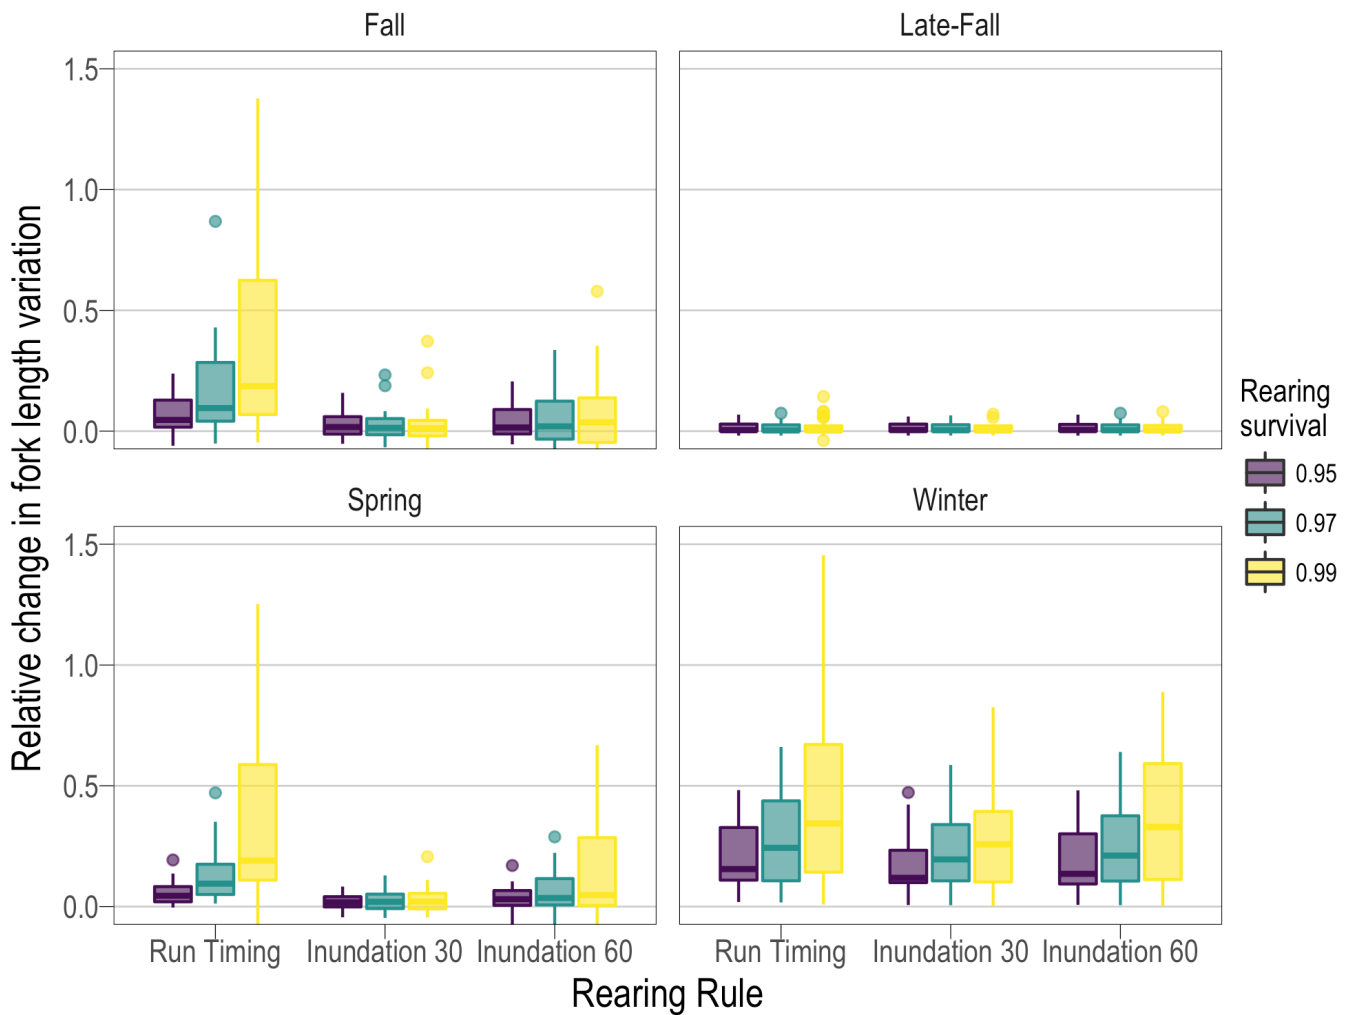 Fall
Late-Fall
1.5
1.0
0.5
0.0
Relative change in fork length variation
Spring
Winter
1.5
1.0
0.5
0.0
Run Timing
Inundation 30
Inundation 60
Run Timing
Inundation 30
Inundation 60
Rearing Rule
Rearing
survival
0.95
0.97
0.99